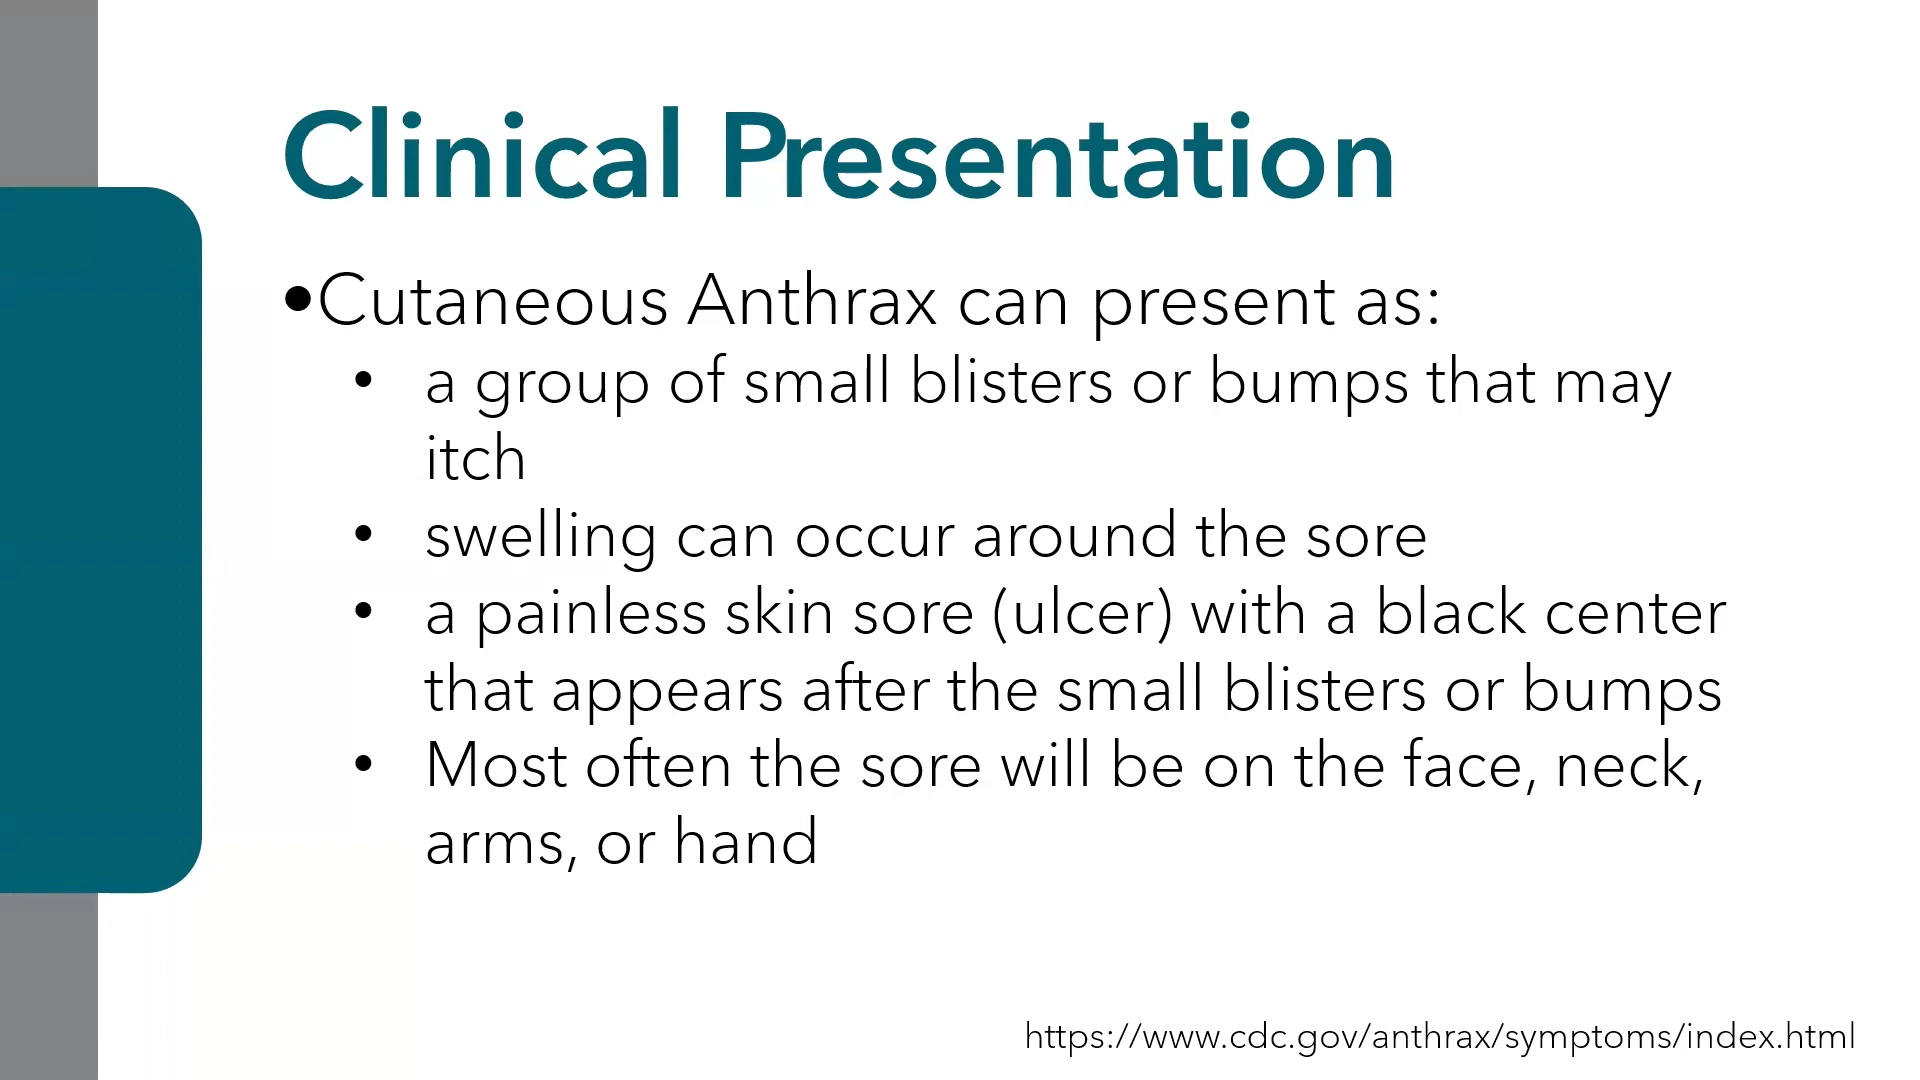 Clinical Presentation
•Cutaneous Anthrax can present as:
• a group of small blisters or bumps that may
itch
• swelling can occur around the sore
• a painless skin sore (ulcer) with a black center
that appears after the small blisters or bumps
• Most often the sore will be on the face, neck,
arms, or hand
https://www.cdc.gov/anthrax/symptoms/index.html